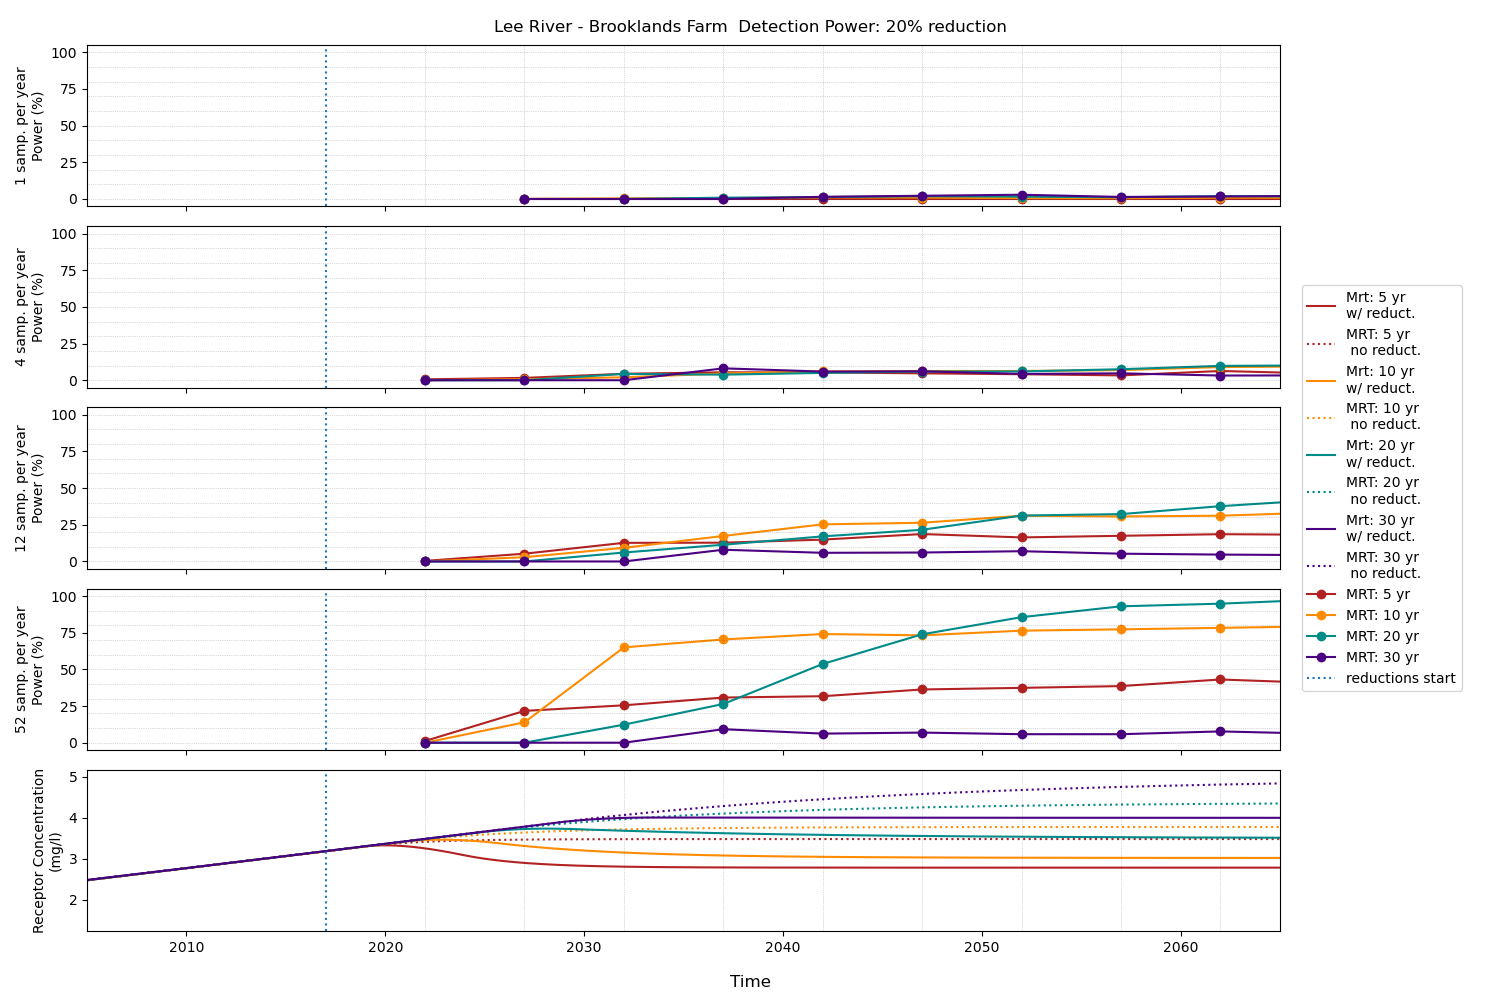 Lee River - Brooklands Farm  Detection Power: 20% reduction
1 samp. per year
Power (%)
100
75
50
25
0
4 samp. per year
Power (%)
100
75
50
25
0
12 samp. per year
Power (%)
100
75
50
25
0
52 samp. per year
Power (%)
100
75
50
25
0
Receptor Concentration
(mg/l)
5
4
3
2
2010
2020
2030
2040
2050
2060
Time
Mrt: 5 yr
w/ reduct.
MRT: 5 yr
no reduct.
Mrt: 10 yr
w/ reduct.
MRT: 10 yr
no reduct.
Mrt: 20 yr
w/ reduct.
MRT: 20 yr
no reduct.
Mrt: 30 yr
w/ reduct.
MRT: 30 yr
no reduct.
MRT: 5 yr
MRT: 10 yr
MRT: 20 yr
MRT: 30 yr
reductions start